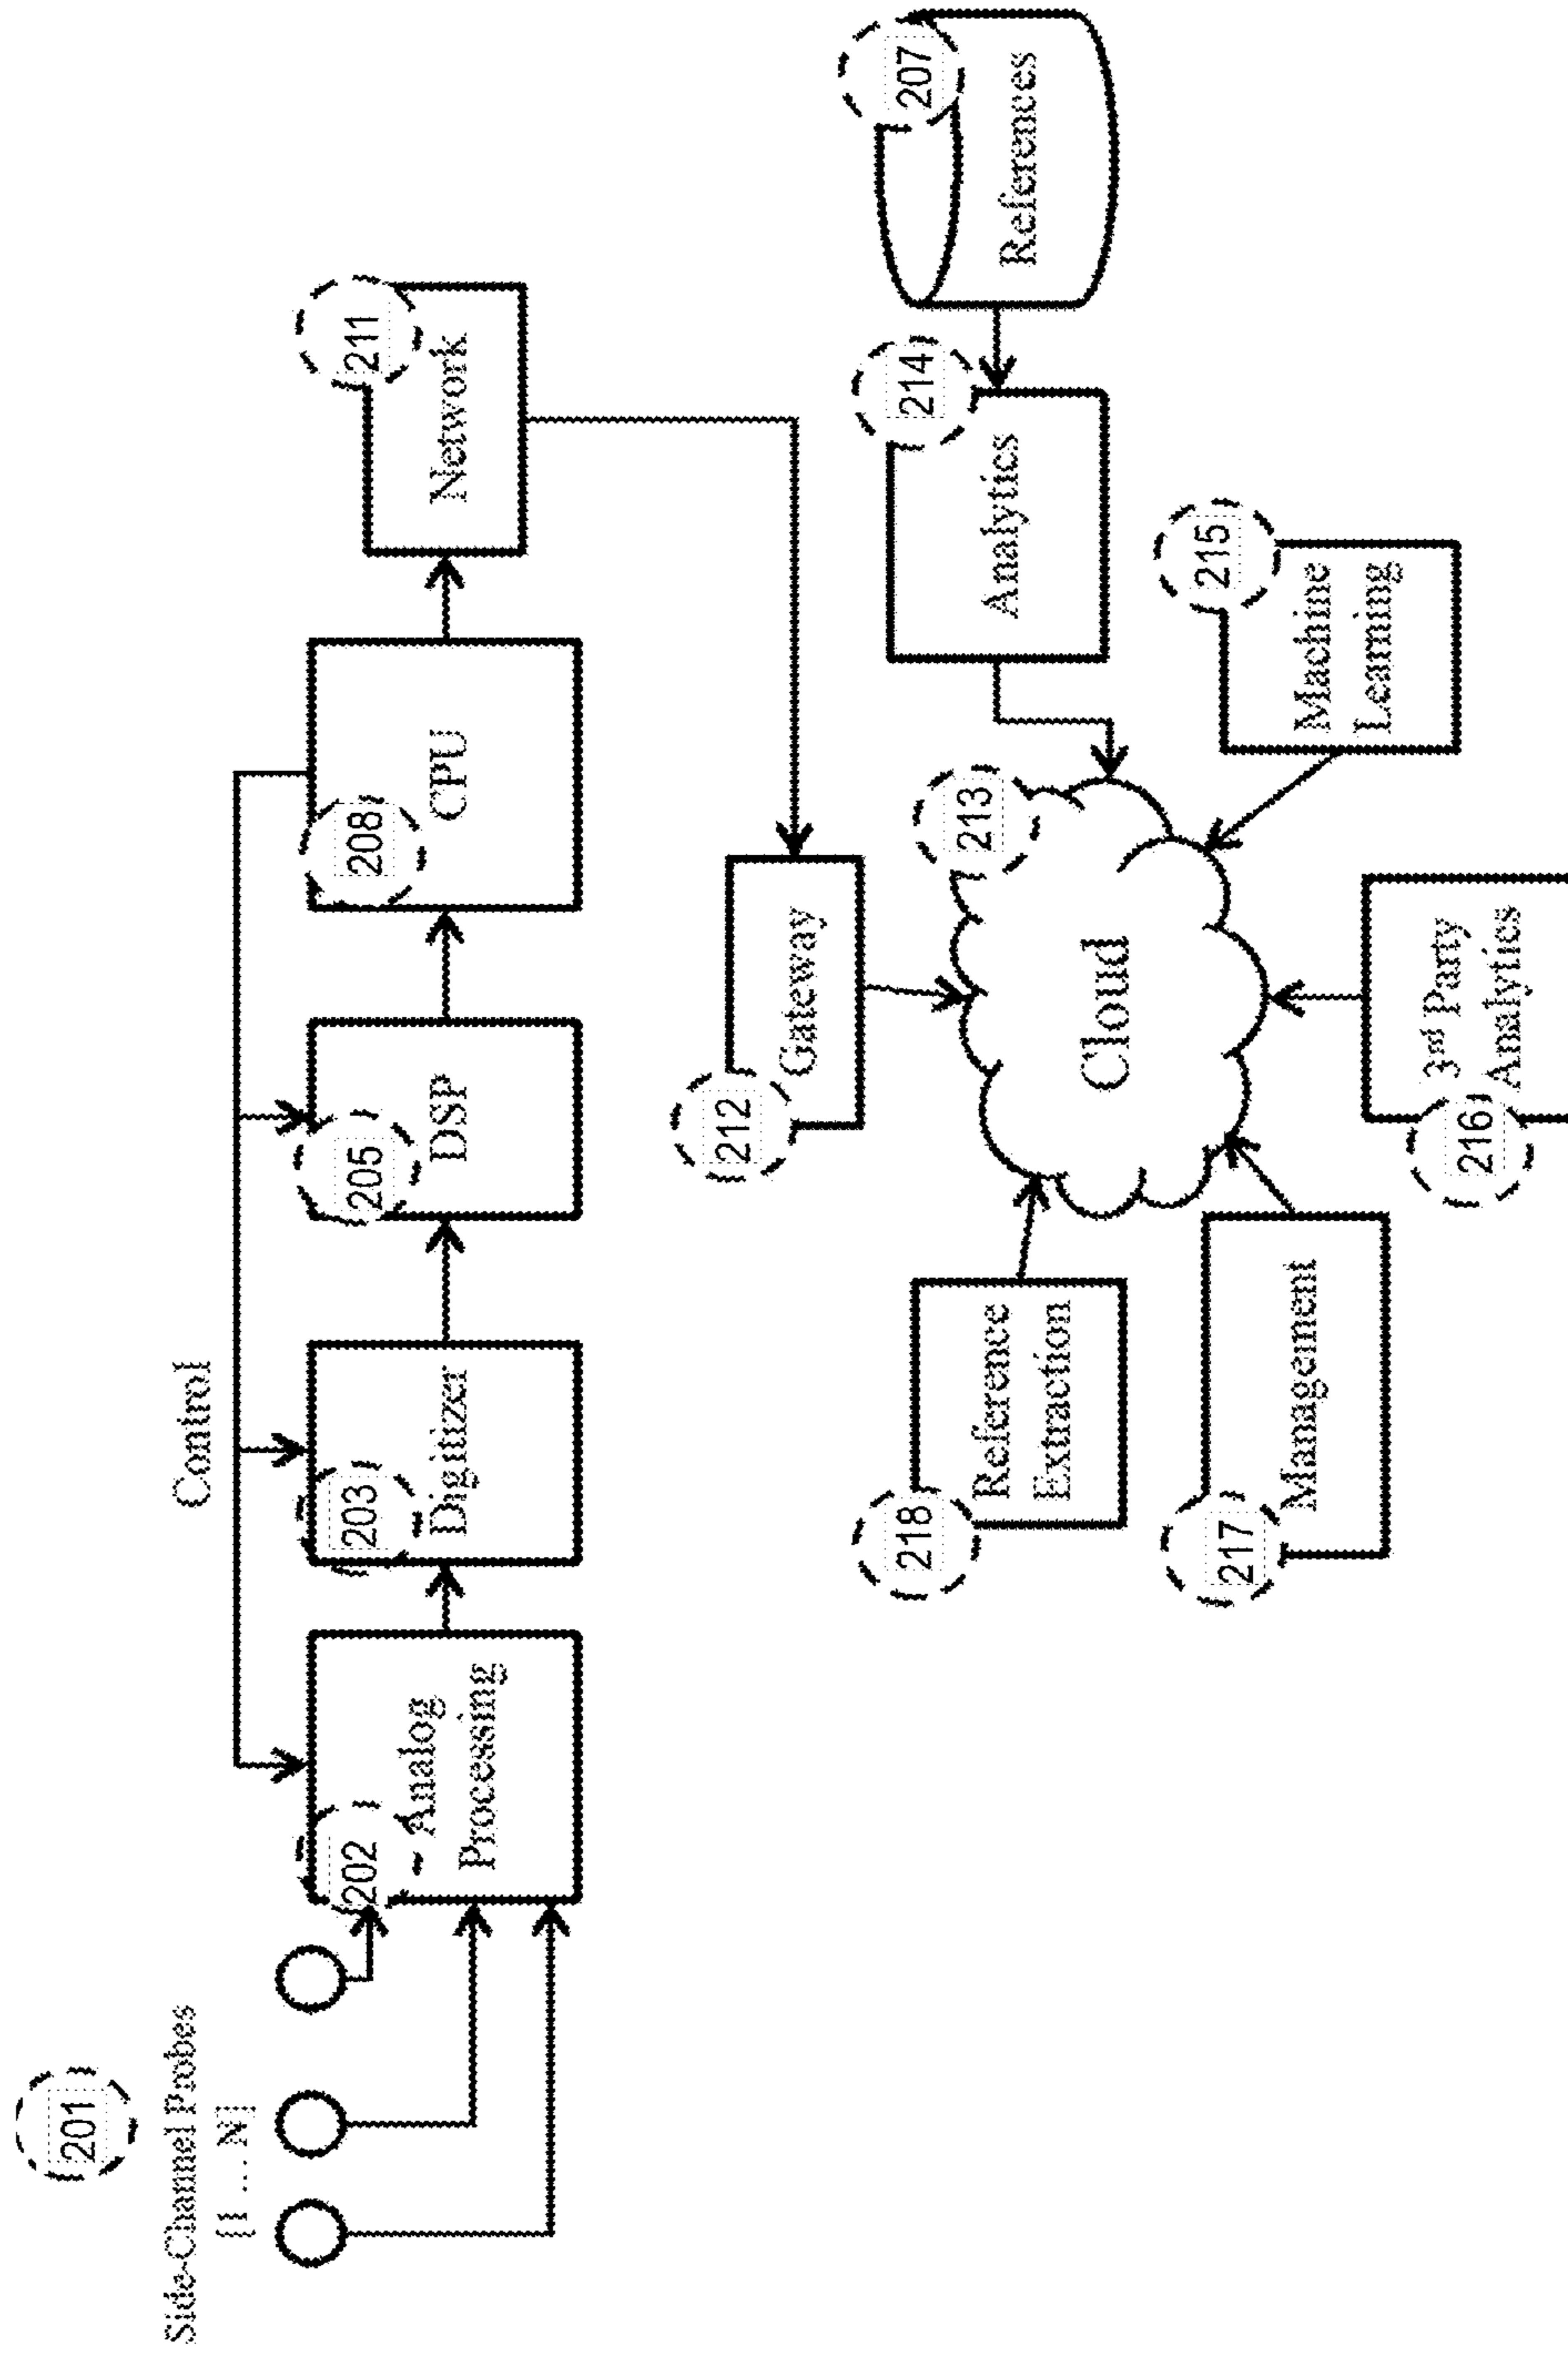 201
Side-Channel Probes
[1 ... N]
Control
202
Analog
Processing
203
Digitizer
205
DSP
208
CPU
211
Network
212
Gateway
213
Cloud
214
Analytics
207
References
218
Reference
Extraction
217
Management
216
3rd Party
Analytics
215
Machine
Learning